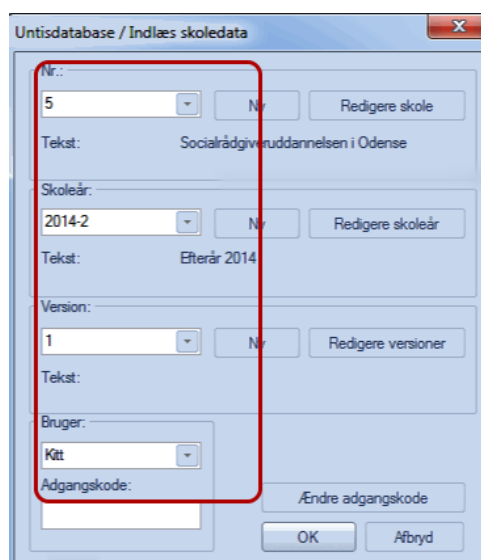 Untisdatabase / Indlæs skoledata
Nr.:
5 Ny Redigere skole
Tekst: Socialrådgiveruddannelsen i Odense
Skoleår:
2014-2 Ny Redigere skoleår
Tekst: Efterår 2014
Version:
1 Ny Redigere versioner
Tekst:
Bruger:
Kitt
Adgangskode:
Ændre adgangskode
OK Afbryd